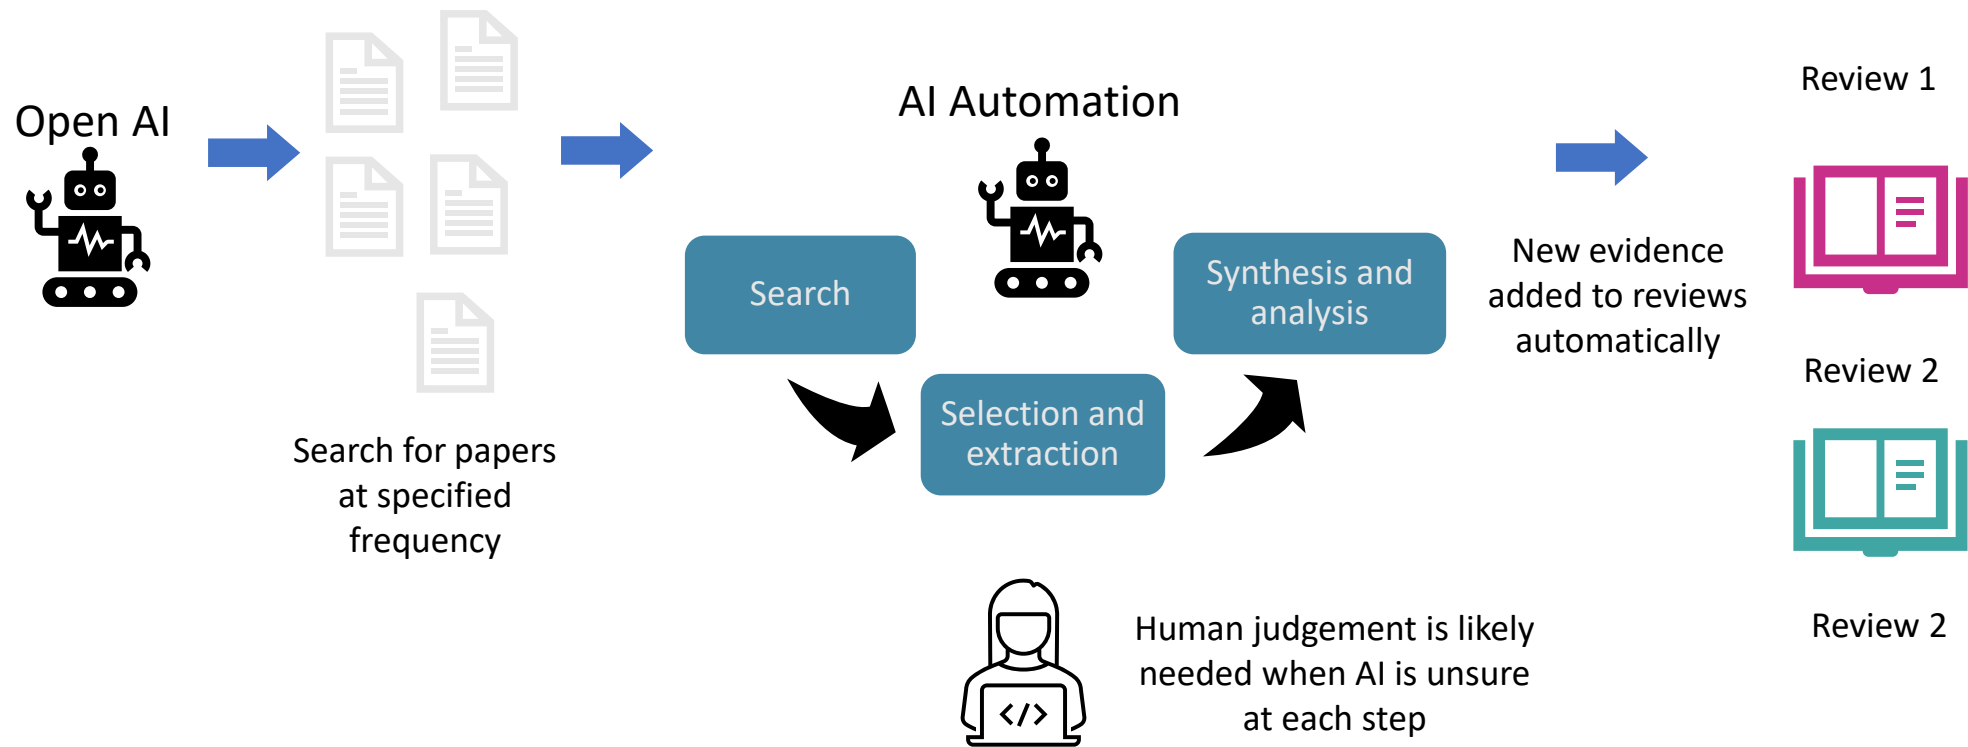 Open AI
Search for papers
at specified
frequency
AI Automation
Search
Selection and
extraction
Synthesis and
analysis
Human judgement is likely
needed when AI is unsure
at each step
</>
New evidence
added to reviews
automatically
Review 1
Review 2
Review 2